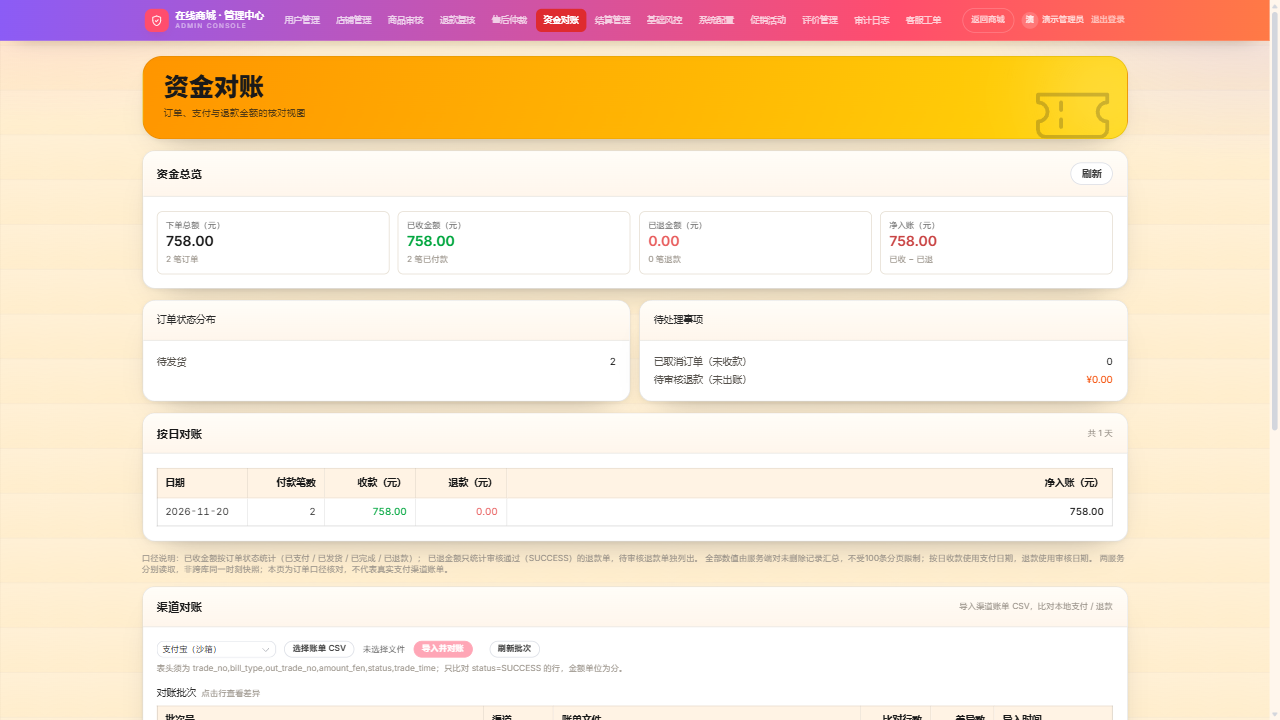 在线商城 · 管理中心
ADMIN CONSOLE
用户管理 店铺管理 商品审核 退款复核 售后仲裁 资金对账 结算管理 基础风控 系统配置 促销活动 评价管理 审计日志 客服工单
返回商城 演 演示管理员 退出登录
资金对账
订单、支付与退款金额的核对视图
资金总览 刷新
下单总额（元） 已收金额（元） 已退金额（元） 净入账（元）
758.00 758.00 0.00 758.00
2 笔订单 2 笔已付款 0 笔退款 已收 − 已退
订单状态分布 待处理事项
待发货 2
已取消订单（未收款） 0
待审核退款（未出账） ¥0.00
按日对账 共 1 天
日期 付款笔数 收款（元） 退款（元） 净入账（元）
2026-11-20 2 758.00 0.00 758.00
口径说明：已收金额按订单状态统计（已支付 / 已发货 / 已完成 / 已退款）； 已退金额只统计审核通过（SUCCESS）的退款单，待审核退款单独列出。 全部数值由服务端对未删除记录汇总，不受100条分页限制；按日收款使用支付日期，退款使用审核日期。 两服务
分别读取，非跨库同一时刻快照；本页为订单口径核对，不代表真实支付渠道账单。
渠道对账 导入渠道账单 CSV，比对本地支付 / 退款
支付宝（沙箱） 选择账单 CSV 未选择文件 导入并对账 刷新批次
表头须为 trade_no,bill_type,out_trade_no,amount_fen,status,trade_time；只比对 status=SUCCESS 的行，金额单位为分。
对账批次 点击行查看差异
批次号 渠道 账单文件 比对行数 差异数 导入时间